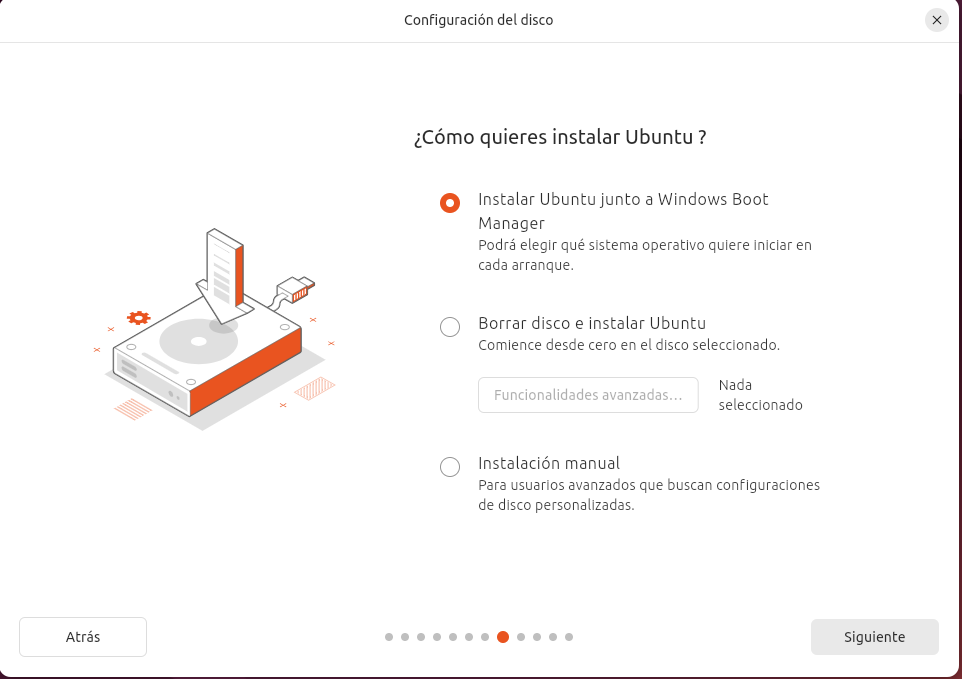 Configuración del disco
¿Cómo quieres instalar Ubuntu ?
Instalar Ubuntu junto a Windows Boot
Manager
Podrá elegir qué sistema operativo quiere iniciar en
cada arranque.
Borrar disco e instalar Ubuntu
Comience desde cero en el disco seleccionado.
Funcionalidades avanzadas...
Nada
seleccionado
Instalación manual
Para usuarios avanzados que buscan configuraciones
de disco personalizadas.
Atrás
Siguiente